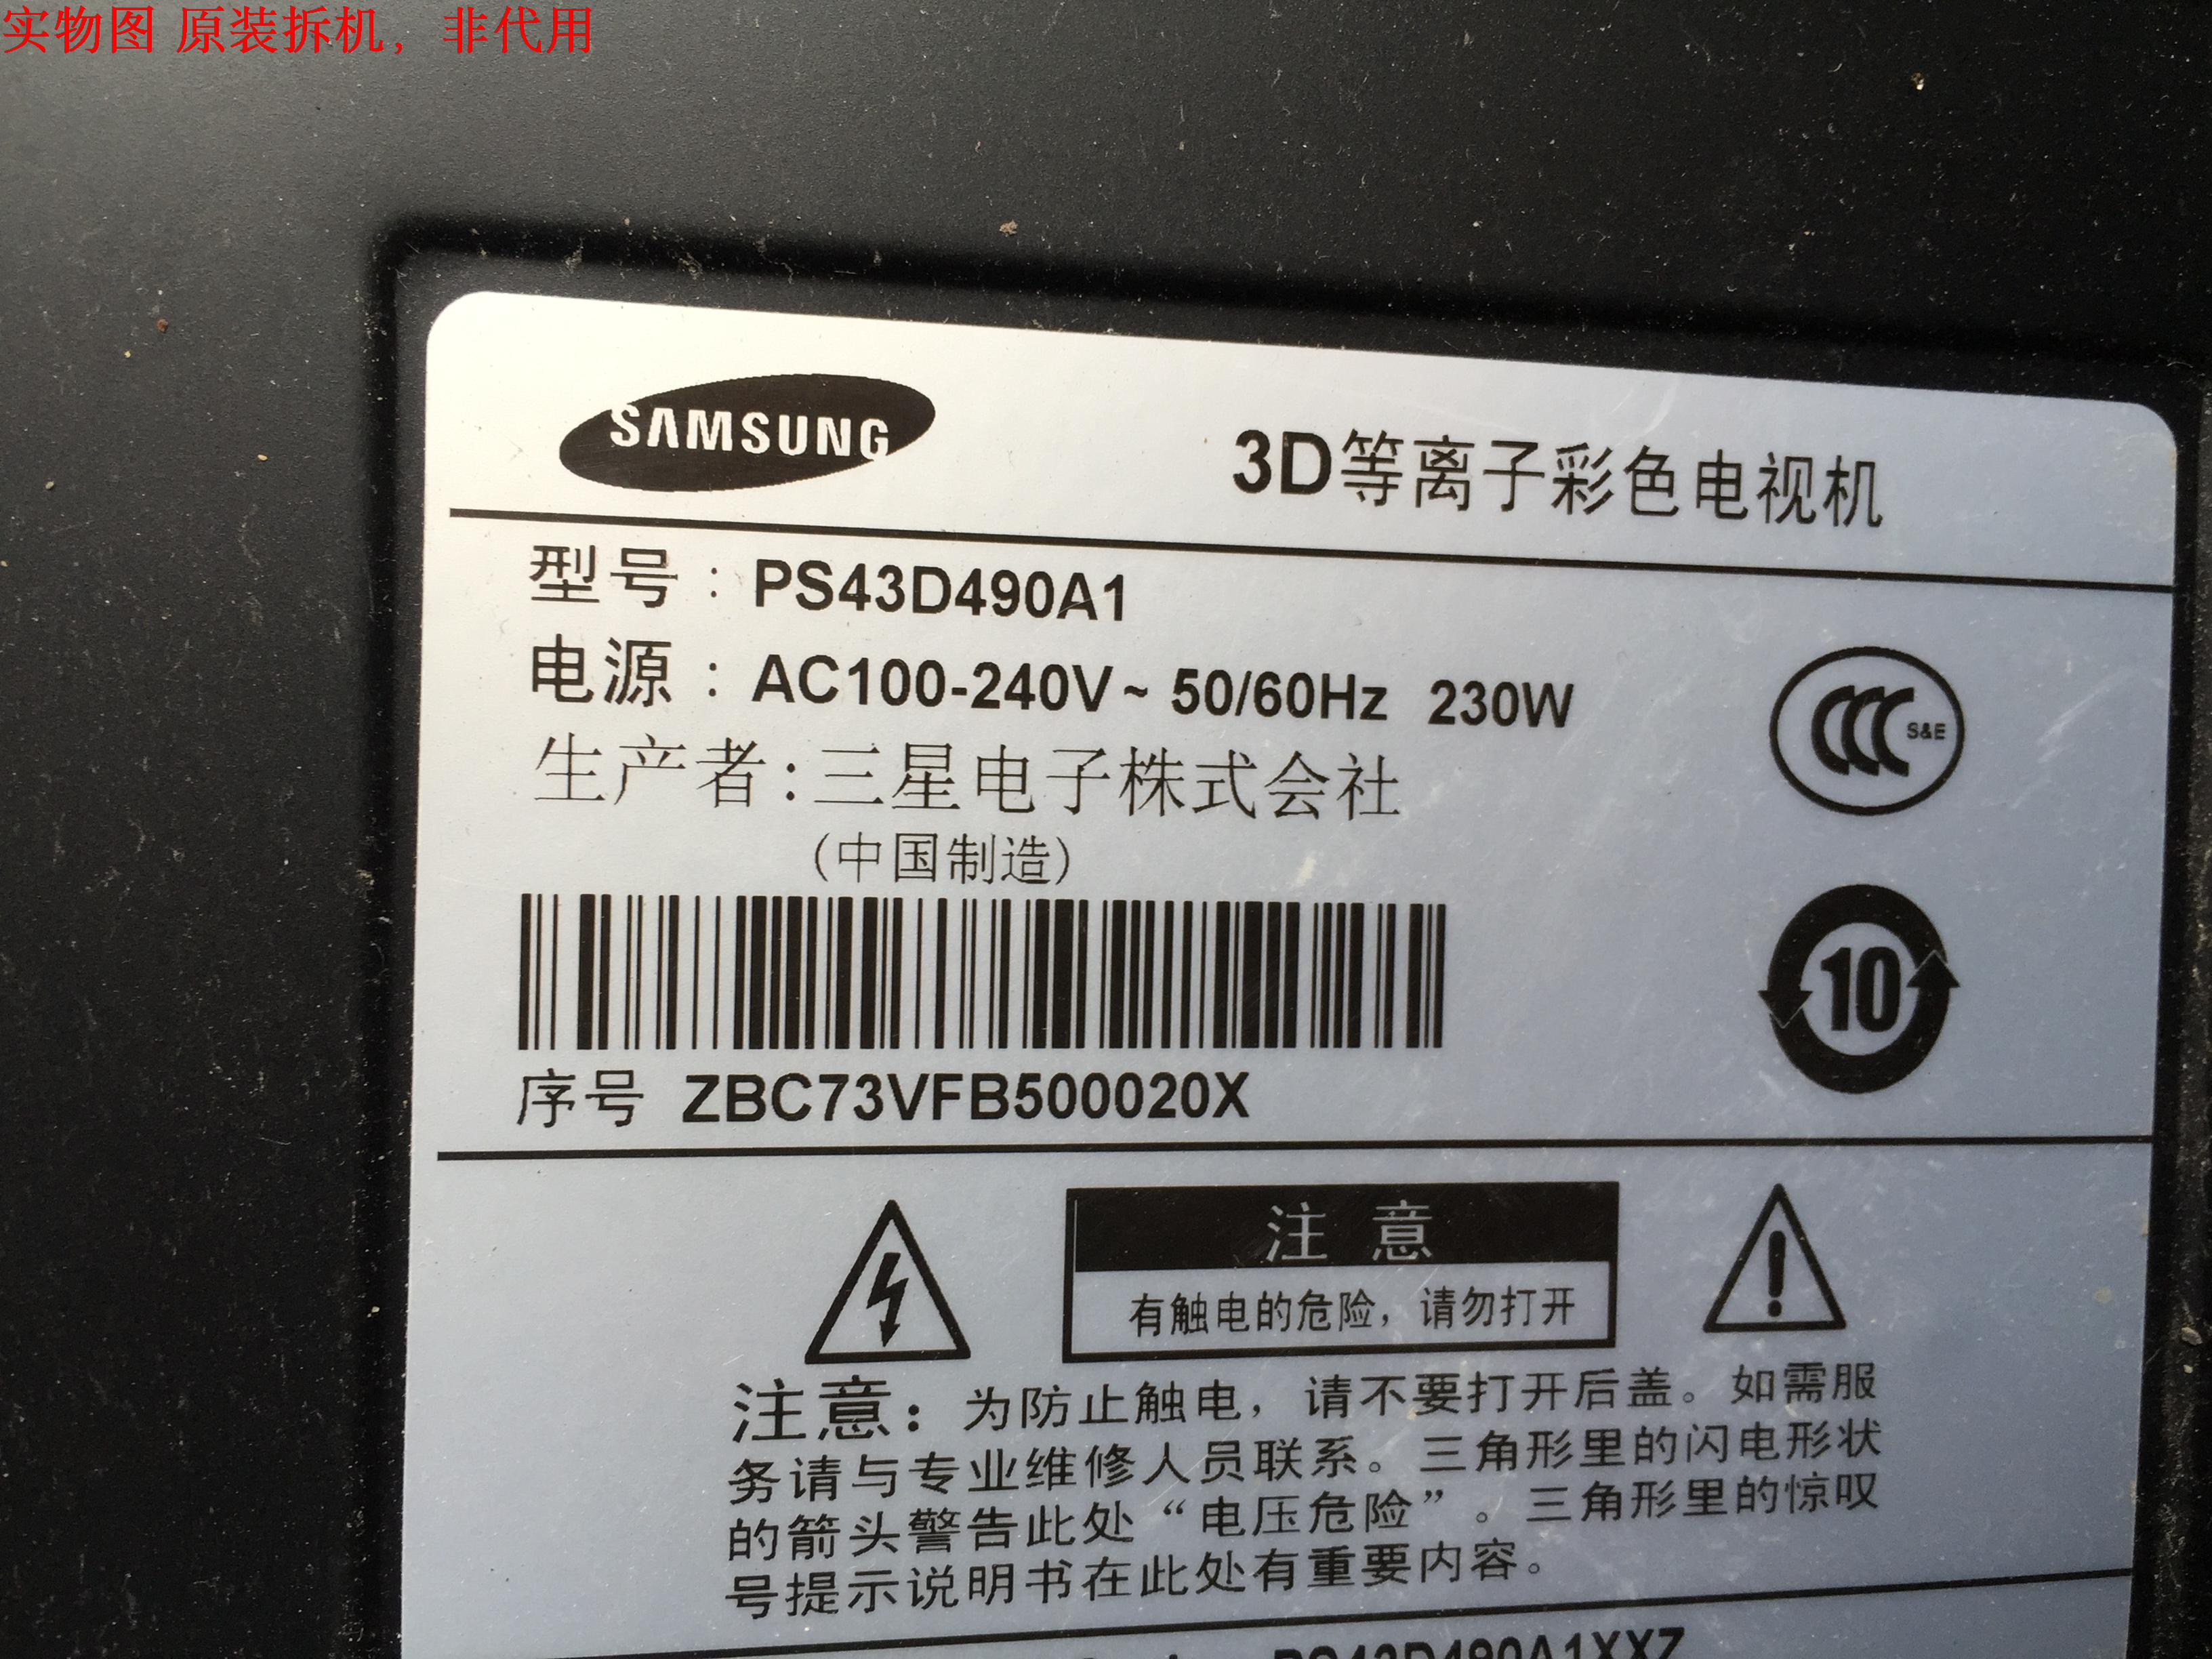 实物图 原装拆机，非代用
SAMSUNG
3D等离子彩色电视机
型号：PS43D490A1
电源：AC100-240V~ 50/60Hz 230W
生产者：三星电子株式会社
(中国制造)
CCC S&E
10
序号 ZBC73VFB500020X
注 意
有触电的危险，请勿打开
注意：为防止触电，请不要打开后盖。如需服
务请与专业维修人员联系。三角形里的闪电形状
的箭头警告此处“电压危险”。三角形里的惊叹
号提示说明书在此处有重要内容。
PS43D490A1XXZ